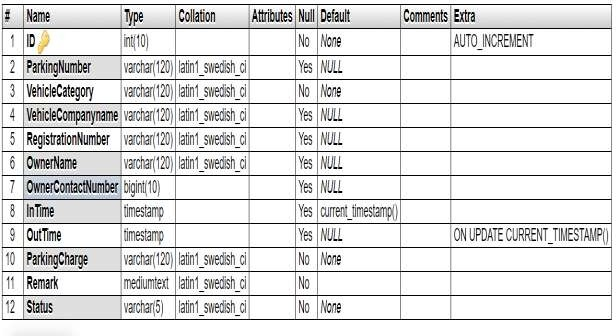 # Name Type Collation Attributes Null Default Comments Extra
1 ID int(10) No None AUTO_INCREMENT
2 ParkingNumber varchar(120) latin1_swedish_ci Yes NULL
3 VehicleCategory varchar(120) latin1_swedish_ci No None
4 VehicleCompanyname varchar(120) latin1_swedish_ci Yes NULL
5 RegistrationNumber varchar(120) latin1_swedish_ci Yes NULL
6 OwnerName varchar(120) latin1_swedish_ci Yes NULL
7 OwnerContactNumber bigint(10) Yes NULL
8 InTime timestamp Yes current_timestamp()
9 OutTime timestamp Yes NULL ON UPDATE CURRENT_TIMESTAMP()
10 ParkingCharge varchar(120) latin1_swedish_ci No None
11 Remark mediumtext latin1_swedish_ci No
12 Status varchar(5) latin1_swedish_ci No None